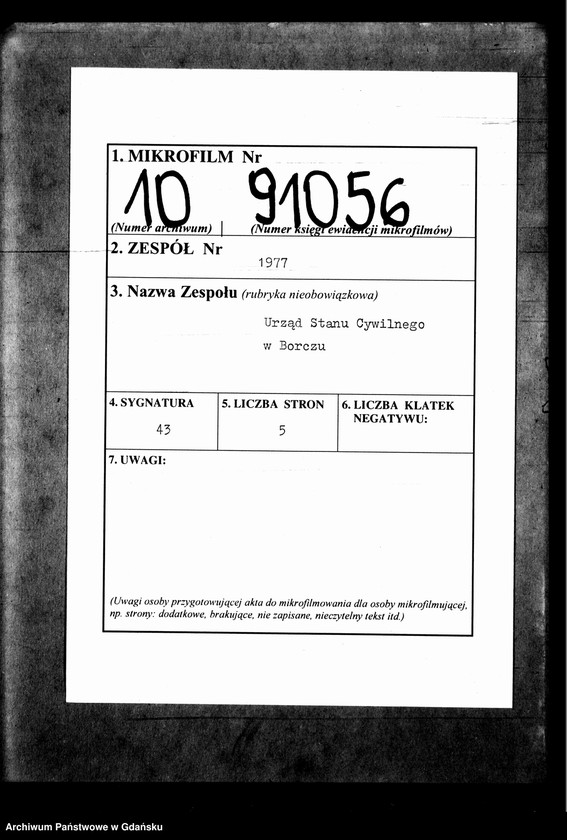 1. MIKROFILM Nr
10 91056
(Numer archiwum) | (Numer księgi ewidencji mikrofilmów)
2. ZESPÓŁ Nr
1977
3. Nazwa Zespołu (rubryka nieobowiązkowa)
Urząd Stanu Cywilnego
w Borczu
4. SYGNATURA
43
5. LICZBA STRON
5
6. LICZBA KLATEK
NEGATYWU:
7. UWAGI:
(Uwagi osoby przygotowującej akta do mikrofilmowania dla osoby mikrofilmującej,
np. strony: dodatkowe, brakujące, nie zapisane, nieczytelny tekst itd.)
Archiwum Państwowe w Gdańsku